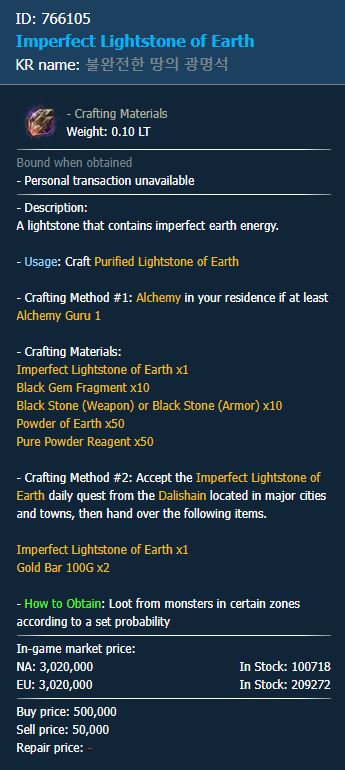 ID: 766105
Imperfect Lightstone of Earth
KR name: 불완전한 땅의 광명석
- Crafting Materials
Weight: 0.10 LT
Bound when obtained
- Personal transaction unavailable
- Description:
A lightstone that contains imperfect earth energy.
- Usage: Craft Purified Lightstone of Earth
- Crafting Method #1: Alchemy in your residence if at least
Alchemy Guru 1
- Crafting Materials:
Imperfect Lightstone of Earth x1
Black Gem Fragment x10
Black Stone (Weapon) or Black Stone (Armor) x10
Powder of Earth x50
Pure Powder Reagent x50
- Crafting Method #2: Accept the Imperfect Lightstone of
Earth daily quest from the Dalishain located in major cities
and towns, then hand over the following items.
Imperfect Lightstone of Earth x1
Gold Bar 100G x2
- How to Obtain: Loot from monsters in certain zones
according to a set probability
In-game market price:
NA: 3,020,000 In Stock: 100718
EU: 3,020,000 In Stock: 209272
Buy price: 500,000
Sell price: 50,000
Repair price: -